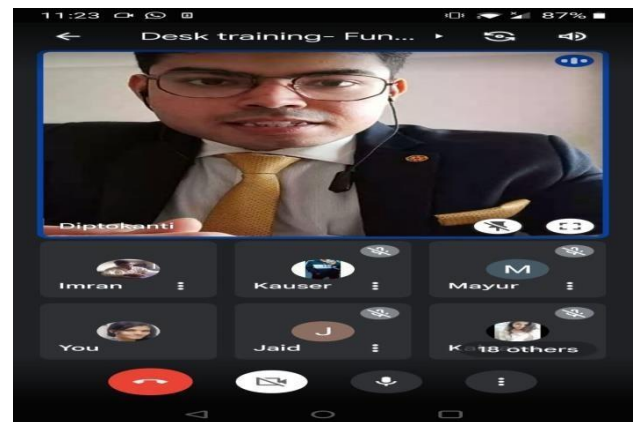 11:23 87%
Desk training- Fun...
Diptokanti
Imran Kauser M Mayur
You J Jaid 18 others